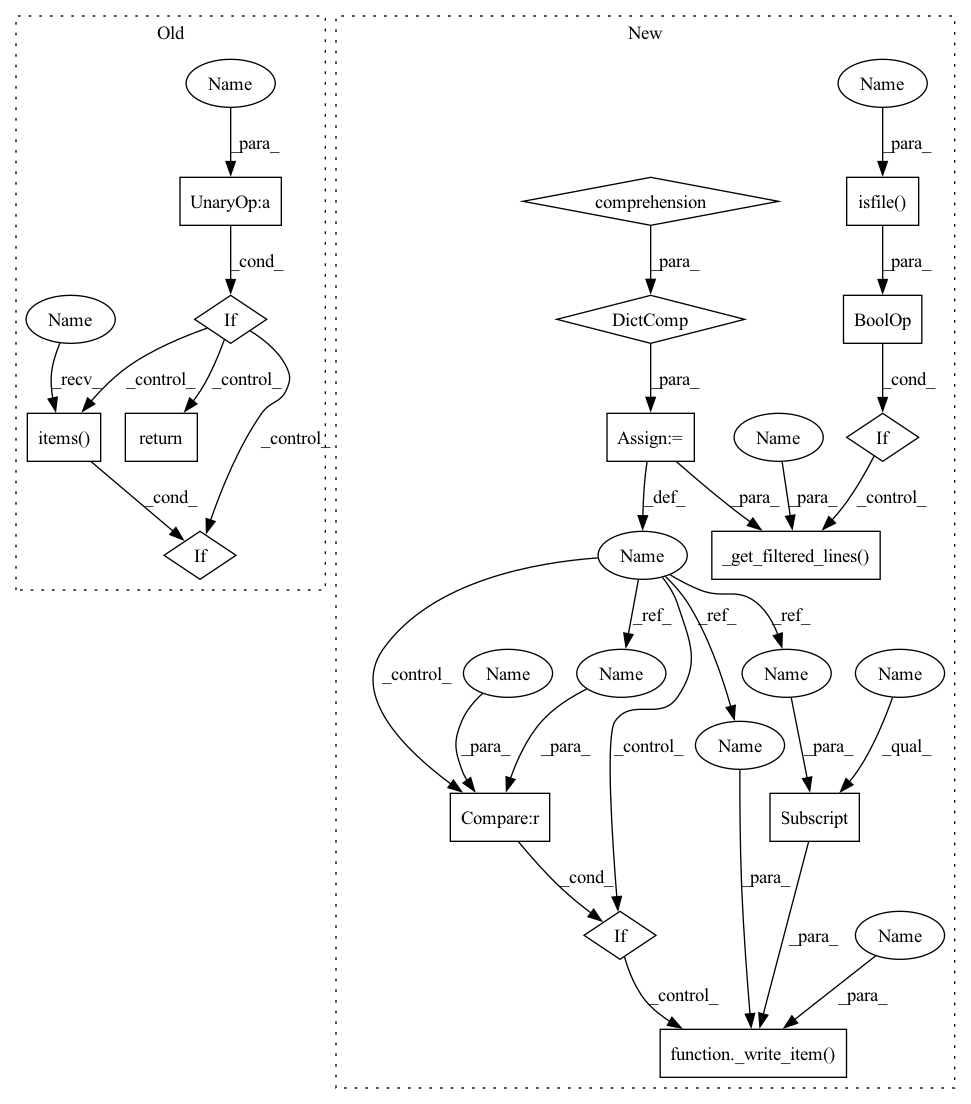 Old
New
Name
Name
_para_
_para_
UnaryOp:a
comprehension
isfile()
_cond_
_para_
_para_
Name
If
DictComp
BoolOp
_recv_
_control_
_control_
_control_
_para_
_cond_
items()
return
Assign:=
Name
If
_cond_
_def_
_para_
_para_
_control_
If
Name
_get_filtered_lines()
_control_
_ref_
_ref_
_ref_
Name
Name
Name
Name
_para_
_para_
_control_
Name
_para_
_qual_
Compare:r
Subscript
_cond_
_para_
If
_para_
Name
_control_
_para_
function._write_item()